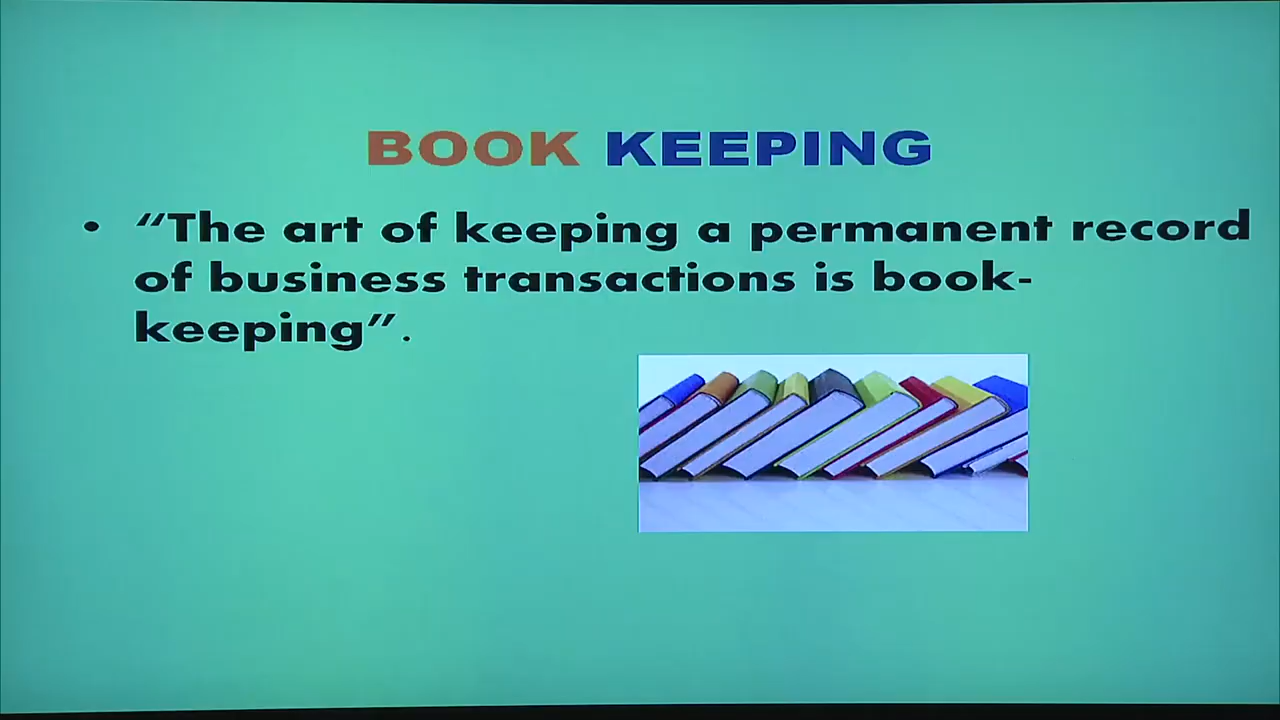 BOOK KEEPING
• “The art of keeping a permanent record
of business transactions is book-
keeping”.